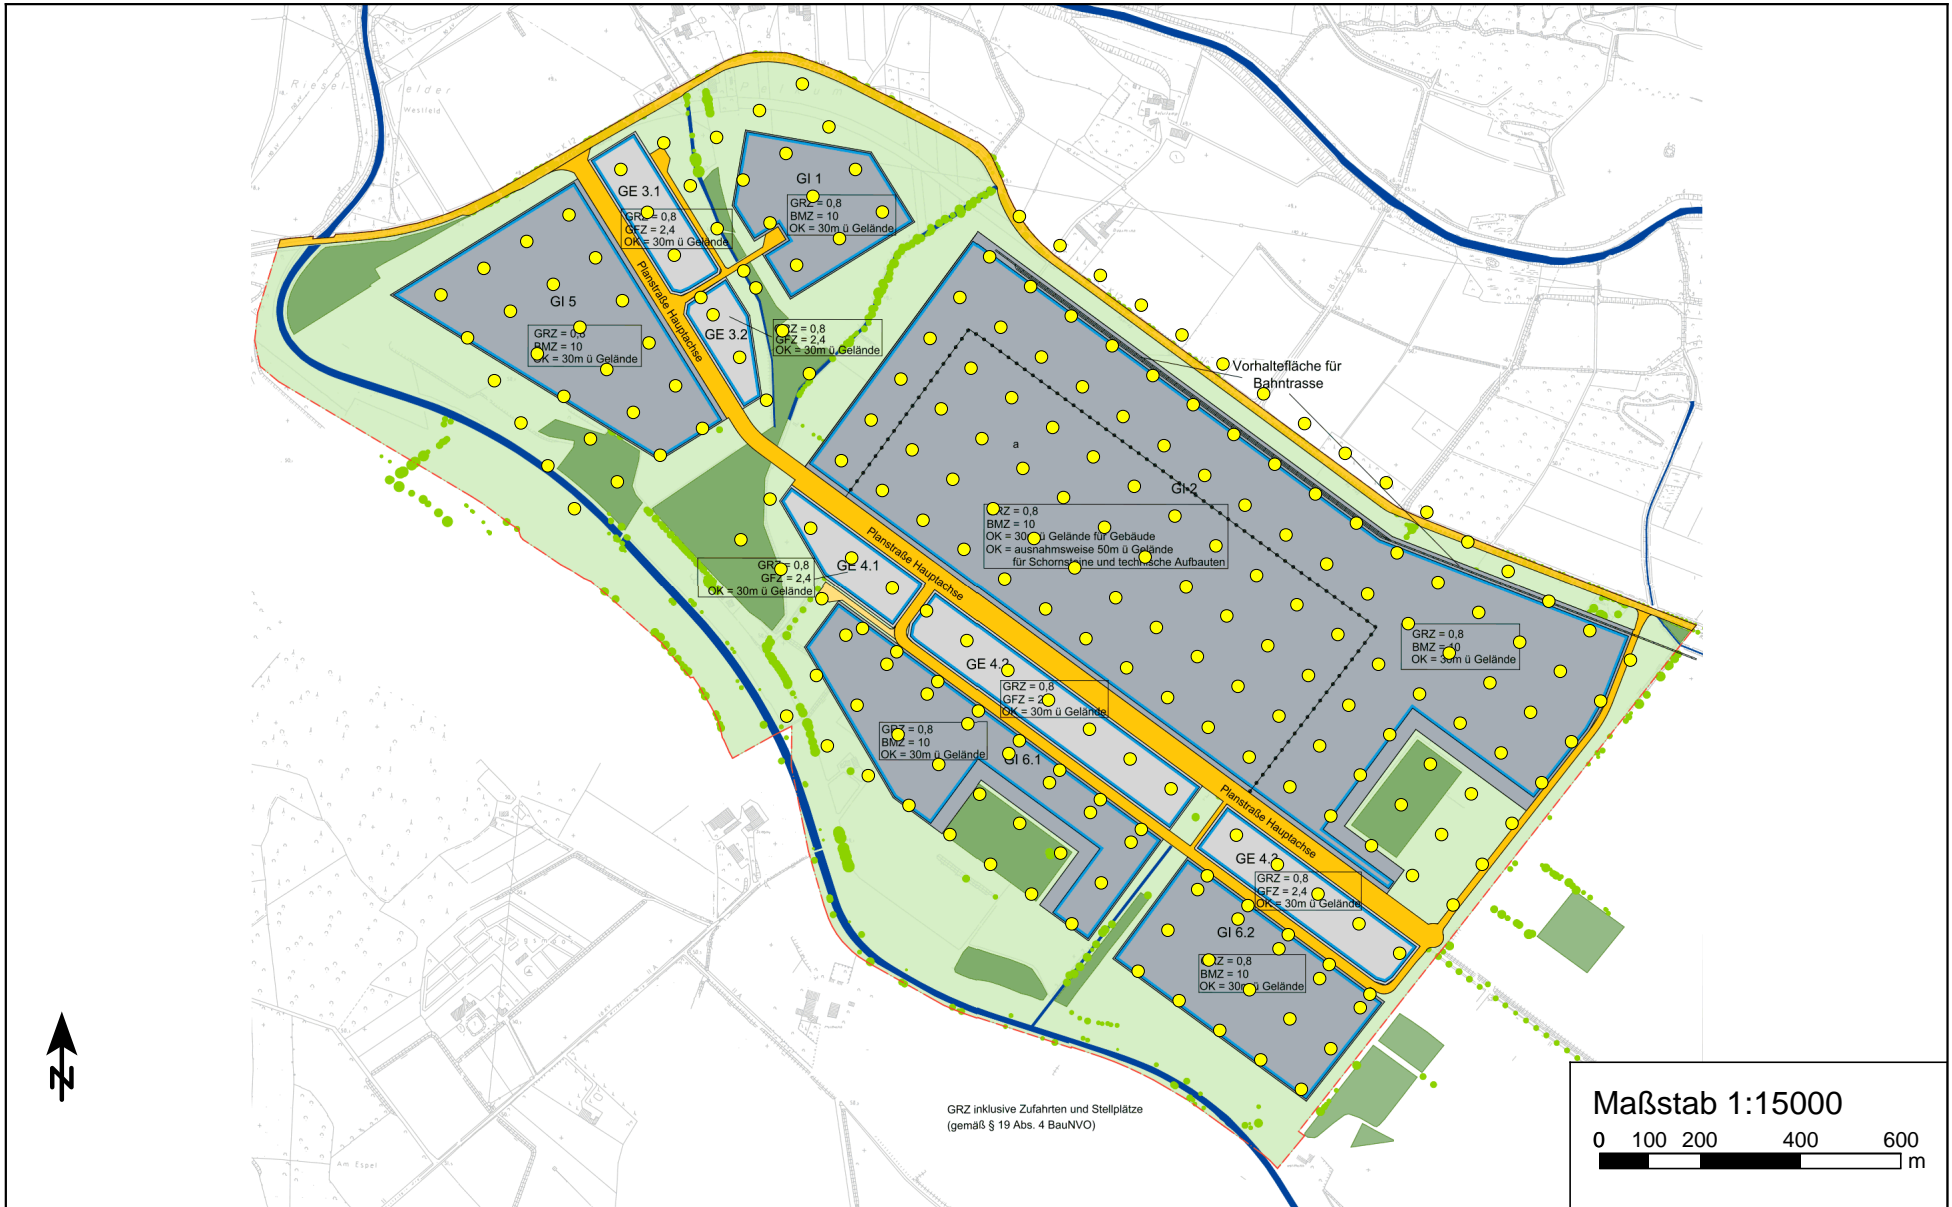 GE 3.1
GRZ = 0,8
GFZ = 2,4
OK = 30m ü Gelände
GI 1
GRZ = 0,8
BMZ = 10
OK = 30m ü Gelände
Planstraße Hauptachse
GI 5
GRZ = 0,8
BMZ = 10
OK = 30m ü Gelände
GE 3.2
GRZ = 0,8
GFZ = 2,4
OK = 30m ü Gelände
Vorhaltefläche für
Bahntrasse
a
GI 2
GRZ = 0,8
BMZ = 10
OK = 30m ü Gelände für Gebäude
OK = ausnahmsweise 50m ü Gelände
für Schornsteine und technische Aufbauten
Planstraße Hauptachse
GE 4.1
GRZ = 0,8
GFZ = 2,4
OK = 30m ü Gelände
GRZ = 0,8
BMZ = 10
OK = 30m ü Gelände
GE 4.2
GRZ = 0,8
GFZ = 2,4
OK = 30m ü Gelände
GRZ = 0,8
BMZ = 10
OK = 30m ü Gelände
GI 6.1
Planstraße Hauptachse
GE 4.3
GRZ = 0,8
GFZ = 2,4
OK = 30m ü Gelände
GI 6.2
GRZ = 0,8
BMZ = 10
OK = 30m ü Gelände
GRZ inklusive Zufahrten und Stellplätze
(gemäß § 19 Abs. 4 BauNVO)
Am Espel
N
Maßstab 1:15000
0 100 200 400 600
m